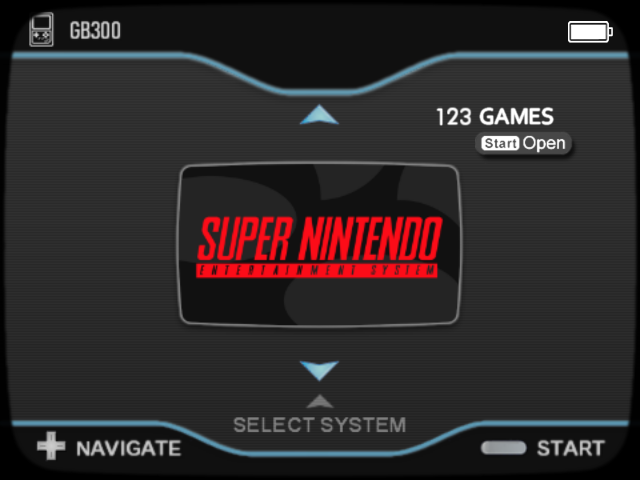 GB300
123 GAMES
Start Open
SUPER NINTENDO
ENTERTAINMENT SYSTEM
SELECT SYSTEM
NAVIGATE
START